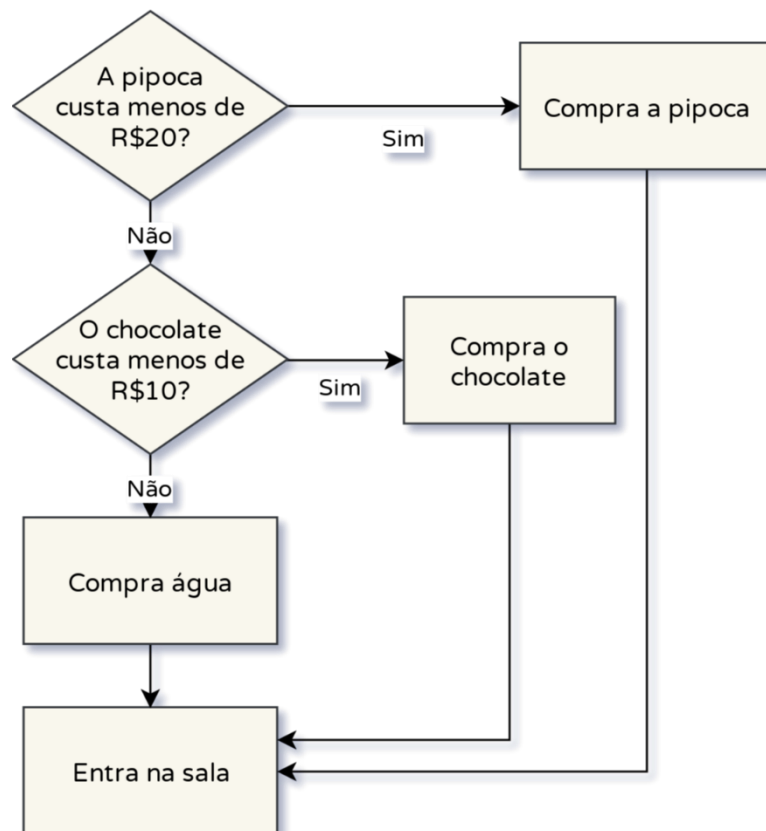 A pipoca
custa menos de
R$20?
Sim
Compra a pipoca
Não
O chocolate
custa menos de
R$10?
Sim
Compra o
chocolate
Não
Compra água
Entra na sala